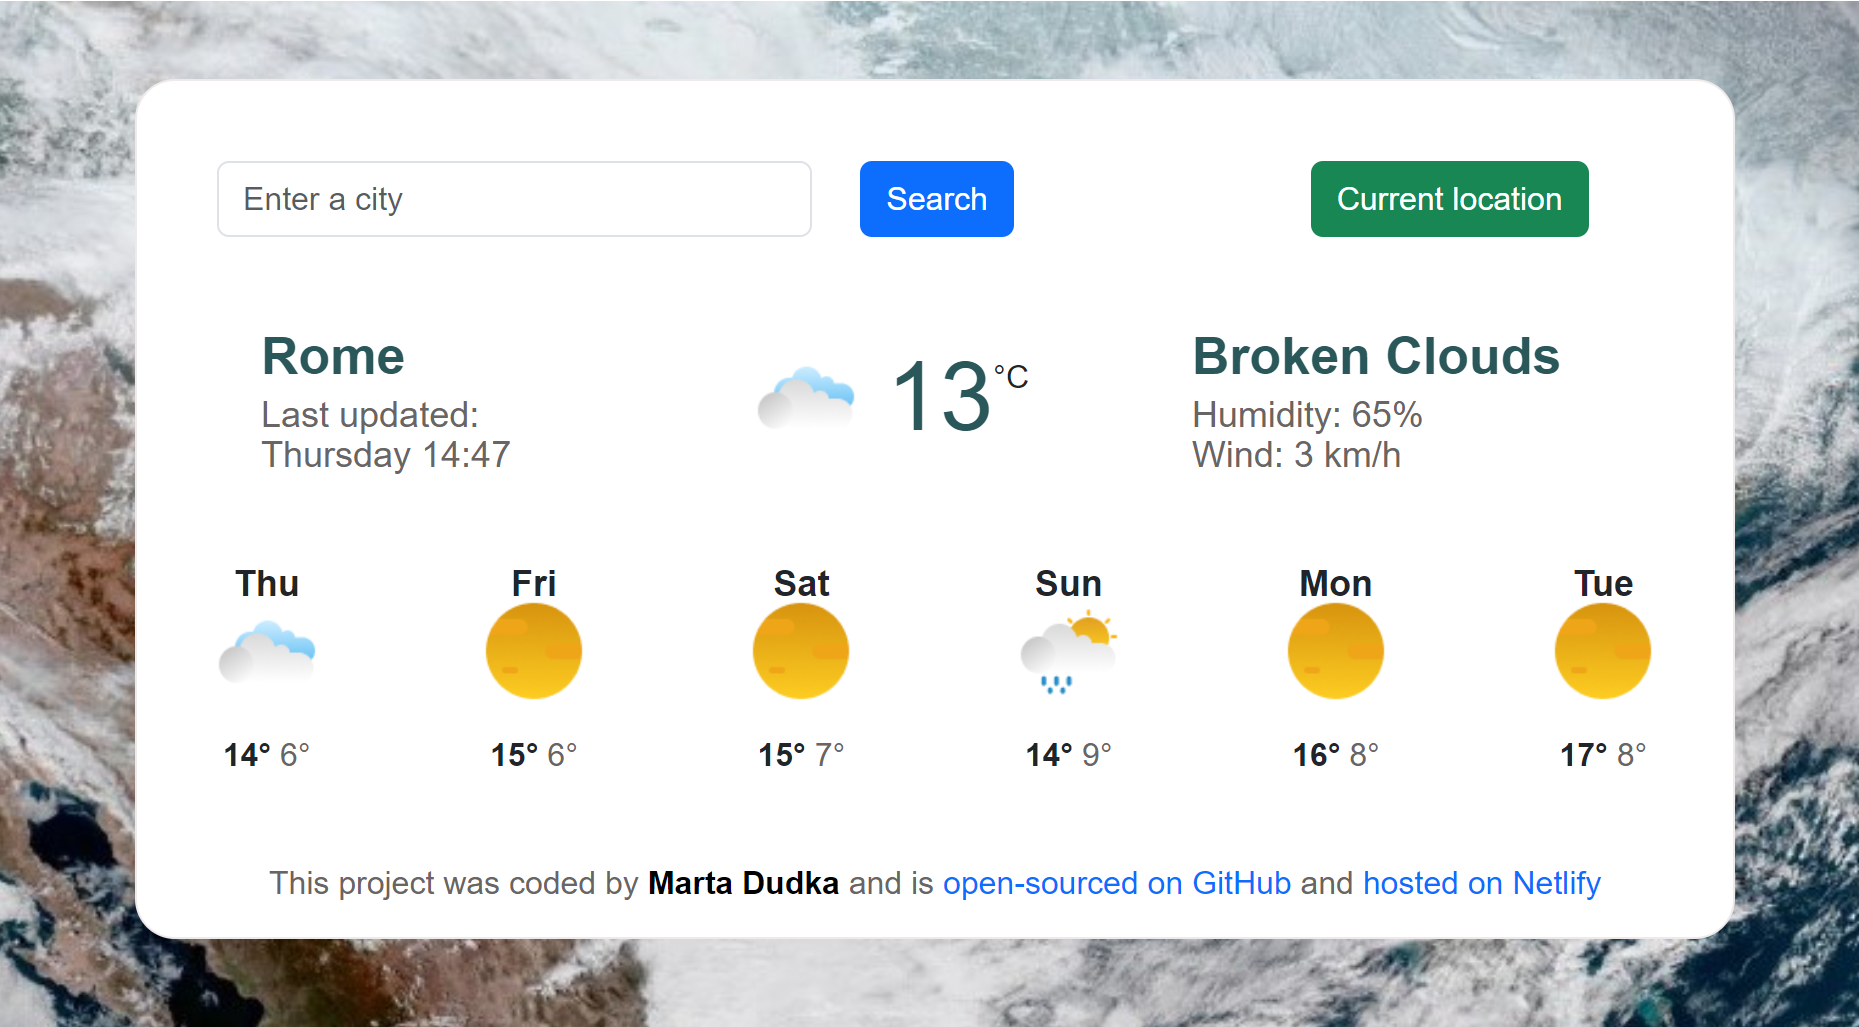 Enter a city
Search
Current location
Rome
Last updated:
Thursday 14:47
13°C
Broken Clouds
Humidity: 65%
Wind: 3 km/h
Thu Fri Sat Sun Mon Tue
14° 6° 15° 6° 15° 7° 14° 9° 16° 8° 17° 8°
This project was coded by Marta Dudka and is open-sourced on GitHub and hosted on Netlify